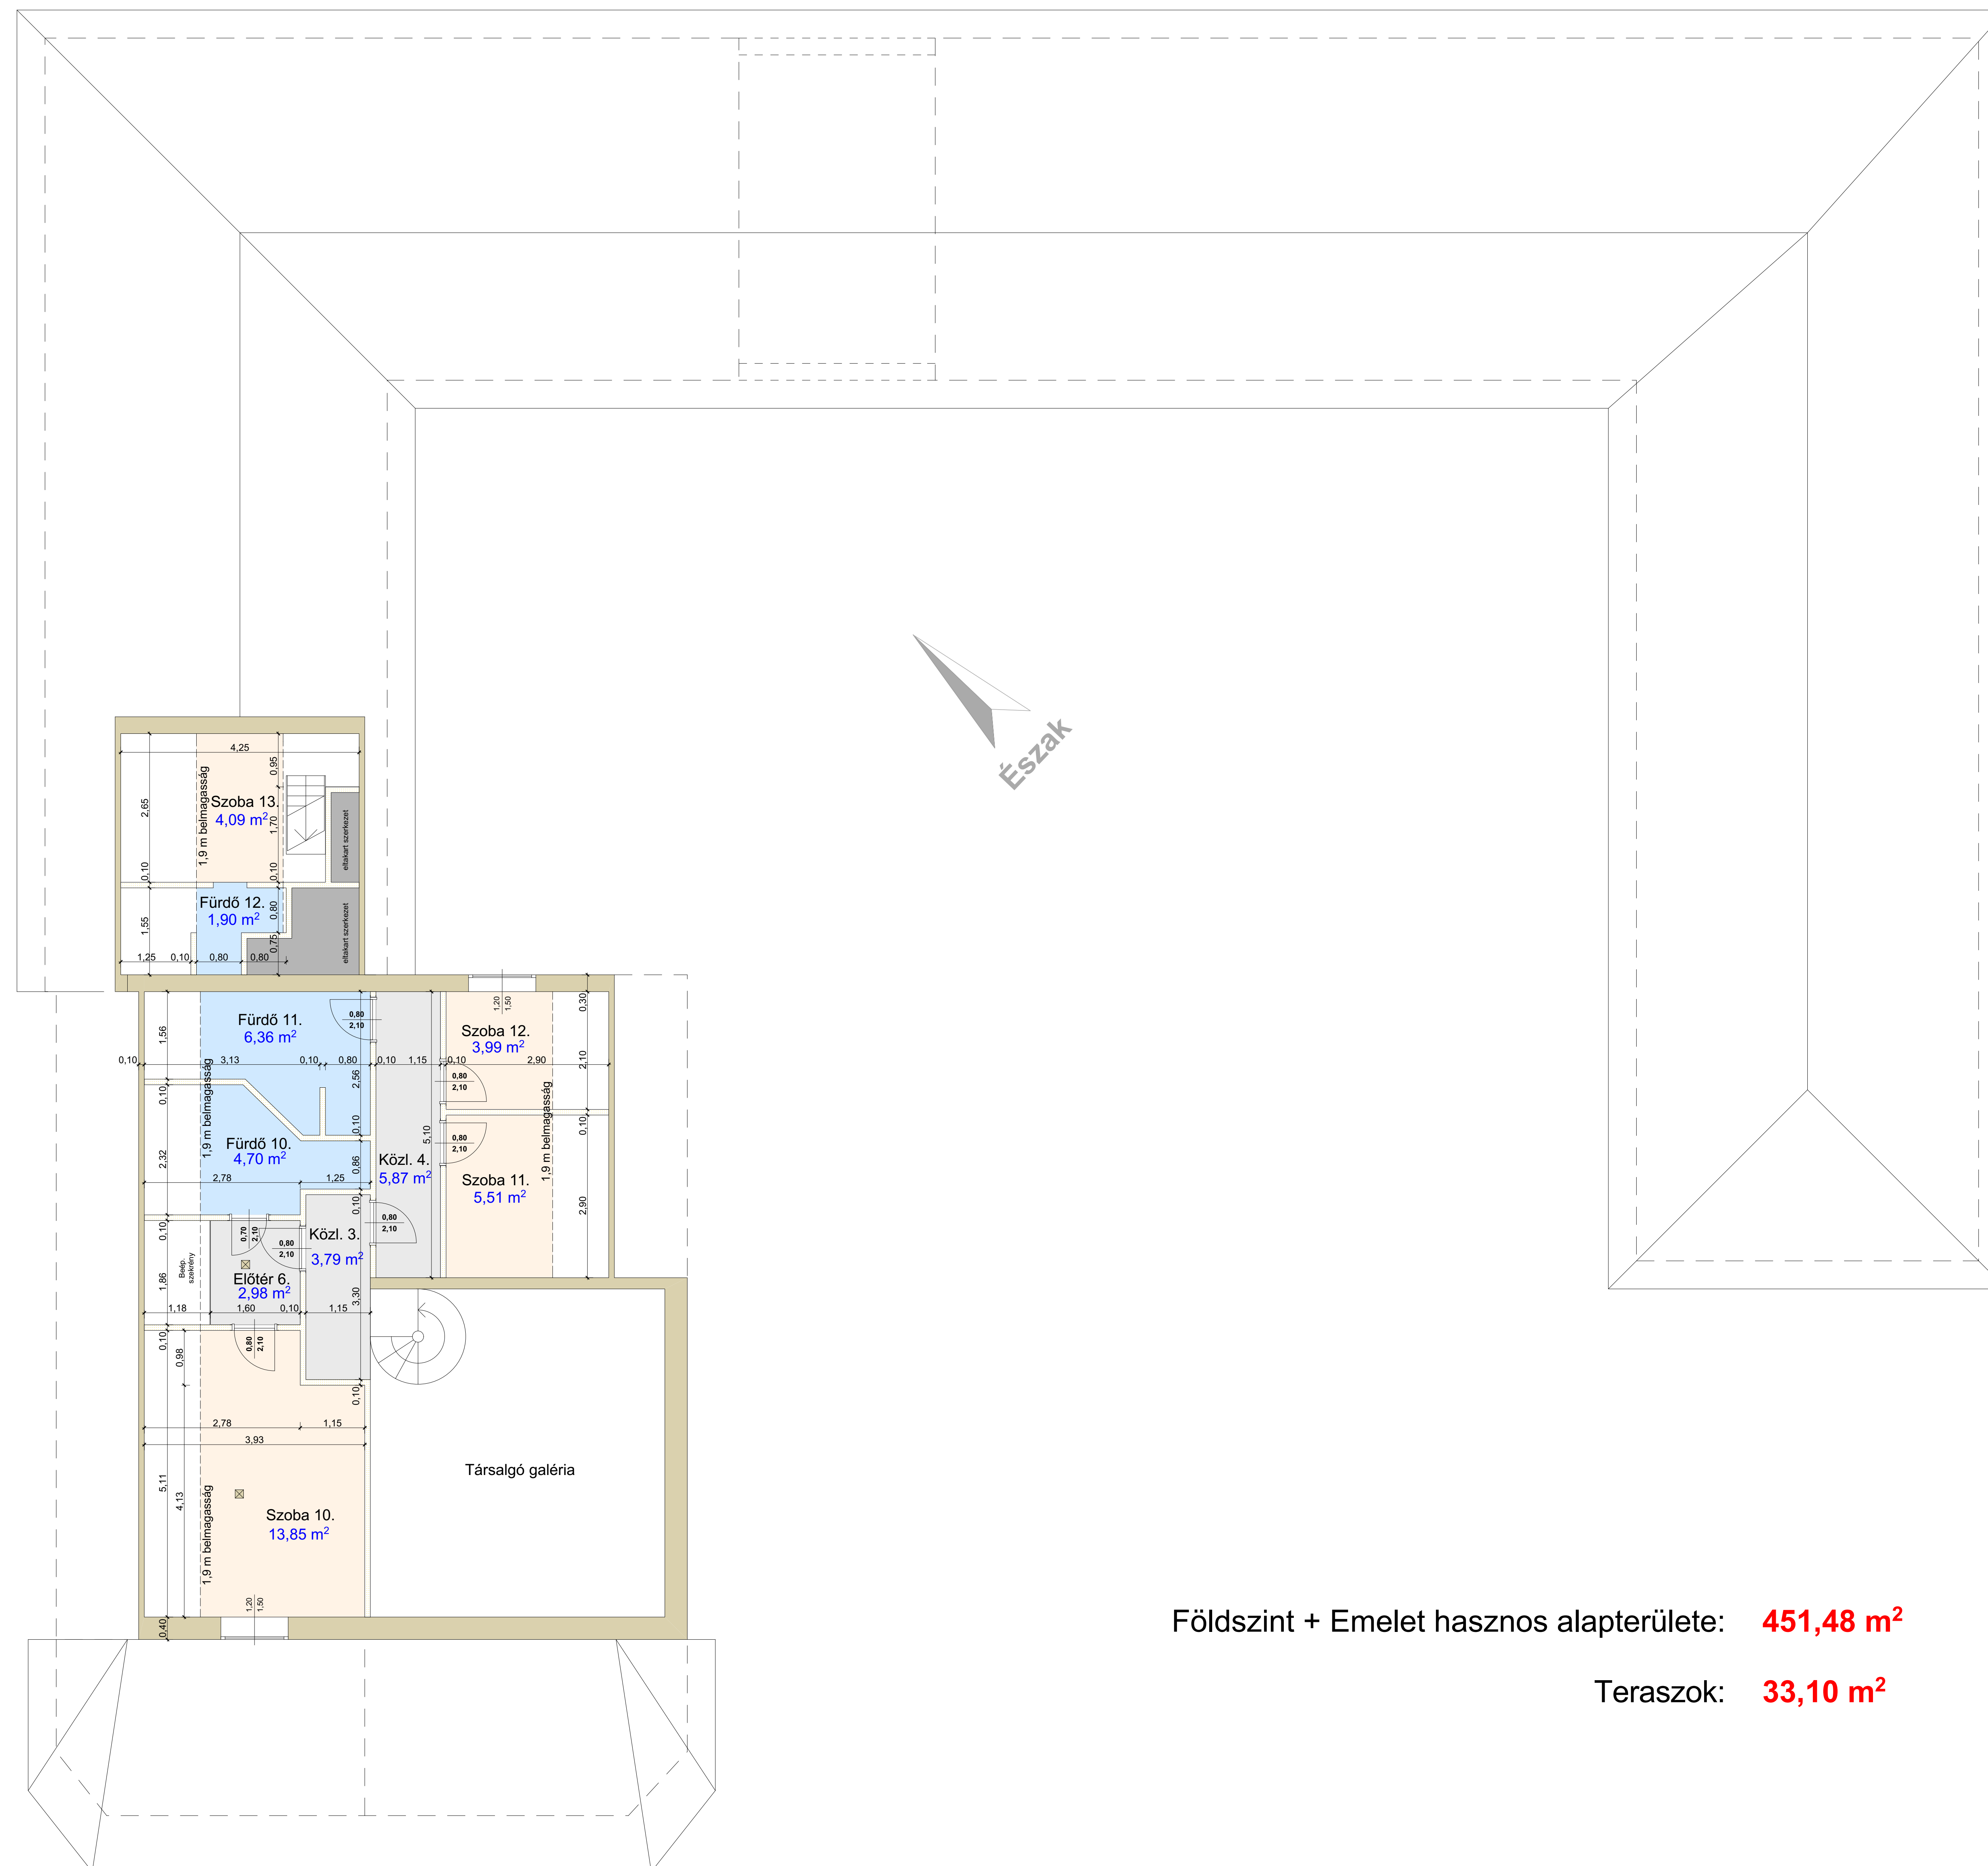 4,25
0,95
2,65
1,9 m belmagasság
Szoba 13.
4,09 m²
1,70
eltakart szerkezet
0,10
0,10
Fürdő 12.
1,90 m²
0,80
1,55
eltakart szerkezet
0,75
1,25
0,10
0,80
0,80
Észak
1,20
1,50
0,30
Fürdő 11.
6,36 m²
0,80
2,10
Szoba 12.
3,99 m²
1,56
0,10
3,13
0,10
0,80
0,10
1,15
0,10
2,90
2,10
1,9 m belmagasság
2,56
0,80
2,10
0,10
0,10
0,10
1,9 m belmagasság
5,10
0,80
2,10
Fürdő 10.
4,70 m²
2,32
0,86
Közl. 4.
5,87 m²
Szoba 11.
5,51 m²
2,78
1,25
0,10
2,90
0,80
2,10
0,10
0,70
2,10
0,80
2,10
Közl. 3.
3,79 m²
Beép.
szekrény
1,86
Előtér 6.
2,98 m²
3,30
1,18
1,60
0,10
1,15
0,10
0,98
0,80
2,10
0,10
2,78
1,15
3,93
Társalgó galéria
5,11
4,13
1,9 m belmagasság
Szoba 10.
13,85 m²
1,20
1,50
0,40
Földszint + Emelet hasznos alapterülete: 451,48 m²
Teraszok: 33,10 m²